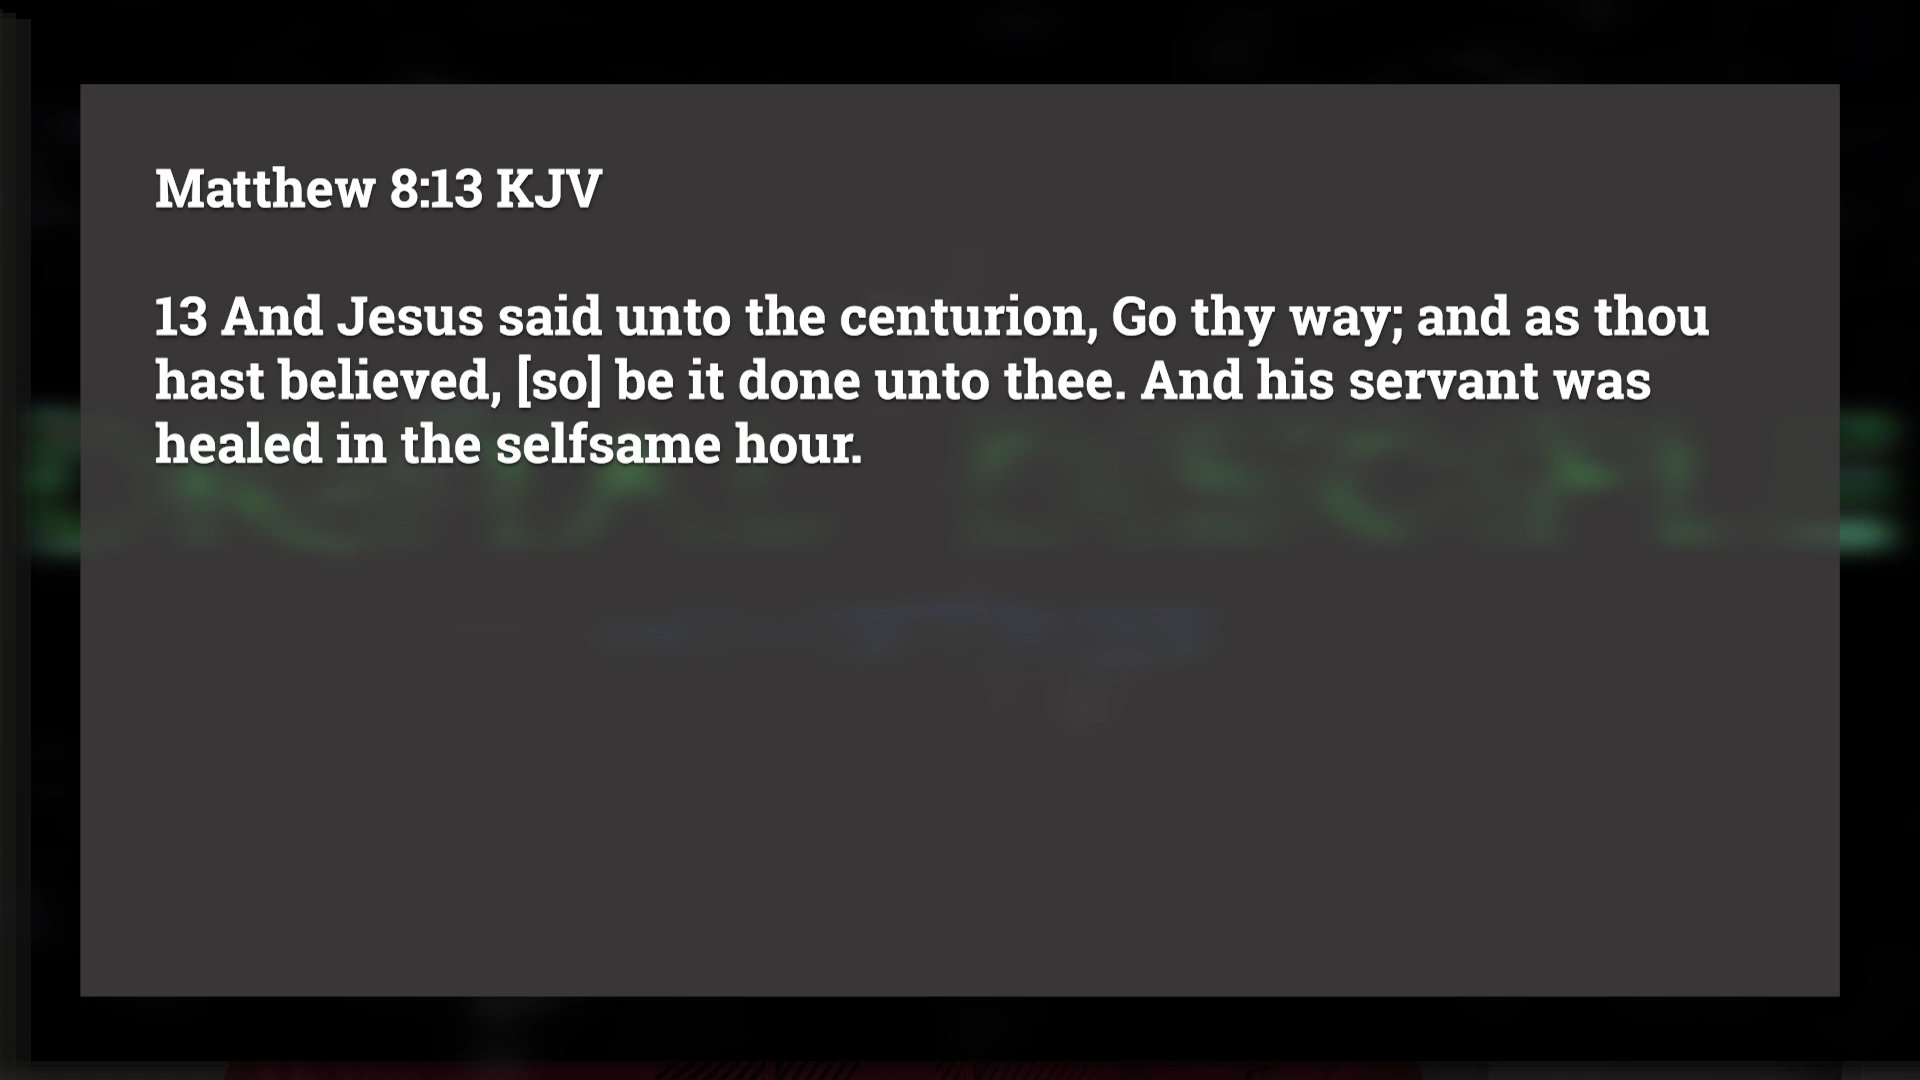 Matthew 8:13 KJV
13 And Jesus said unto the centurion, Go thy way; and as thou
hast believed, [so] be it done unto thee. And his servant was
healed in the selfsame hour.